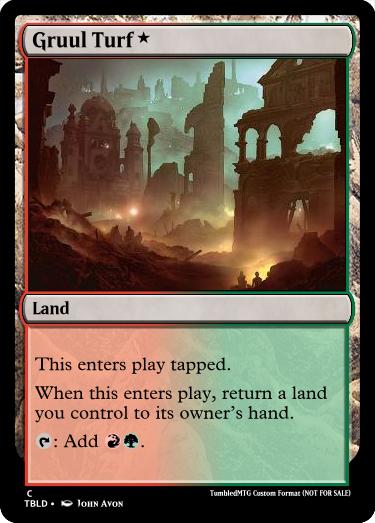 Gruul Turf ★
Land
This enters play tapped.
When this enters play, return a land
you control to its owner's hand.
: Add .
C
TBLD • John Avon
TumbledMTG Custom Format (NOT FOR SALE)